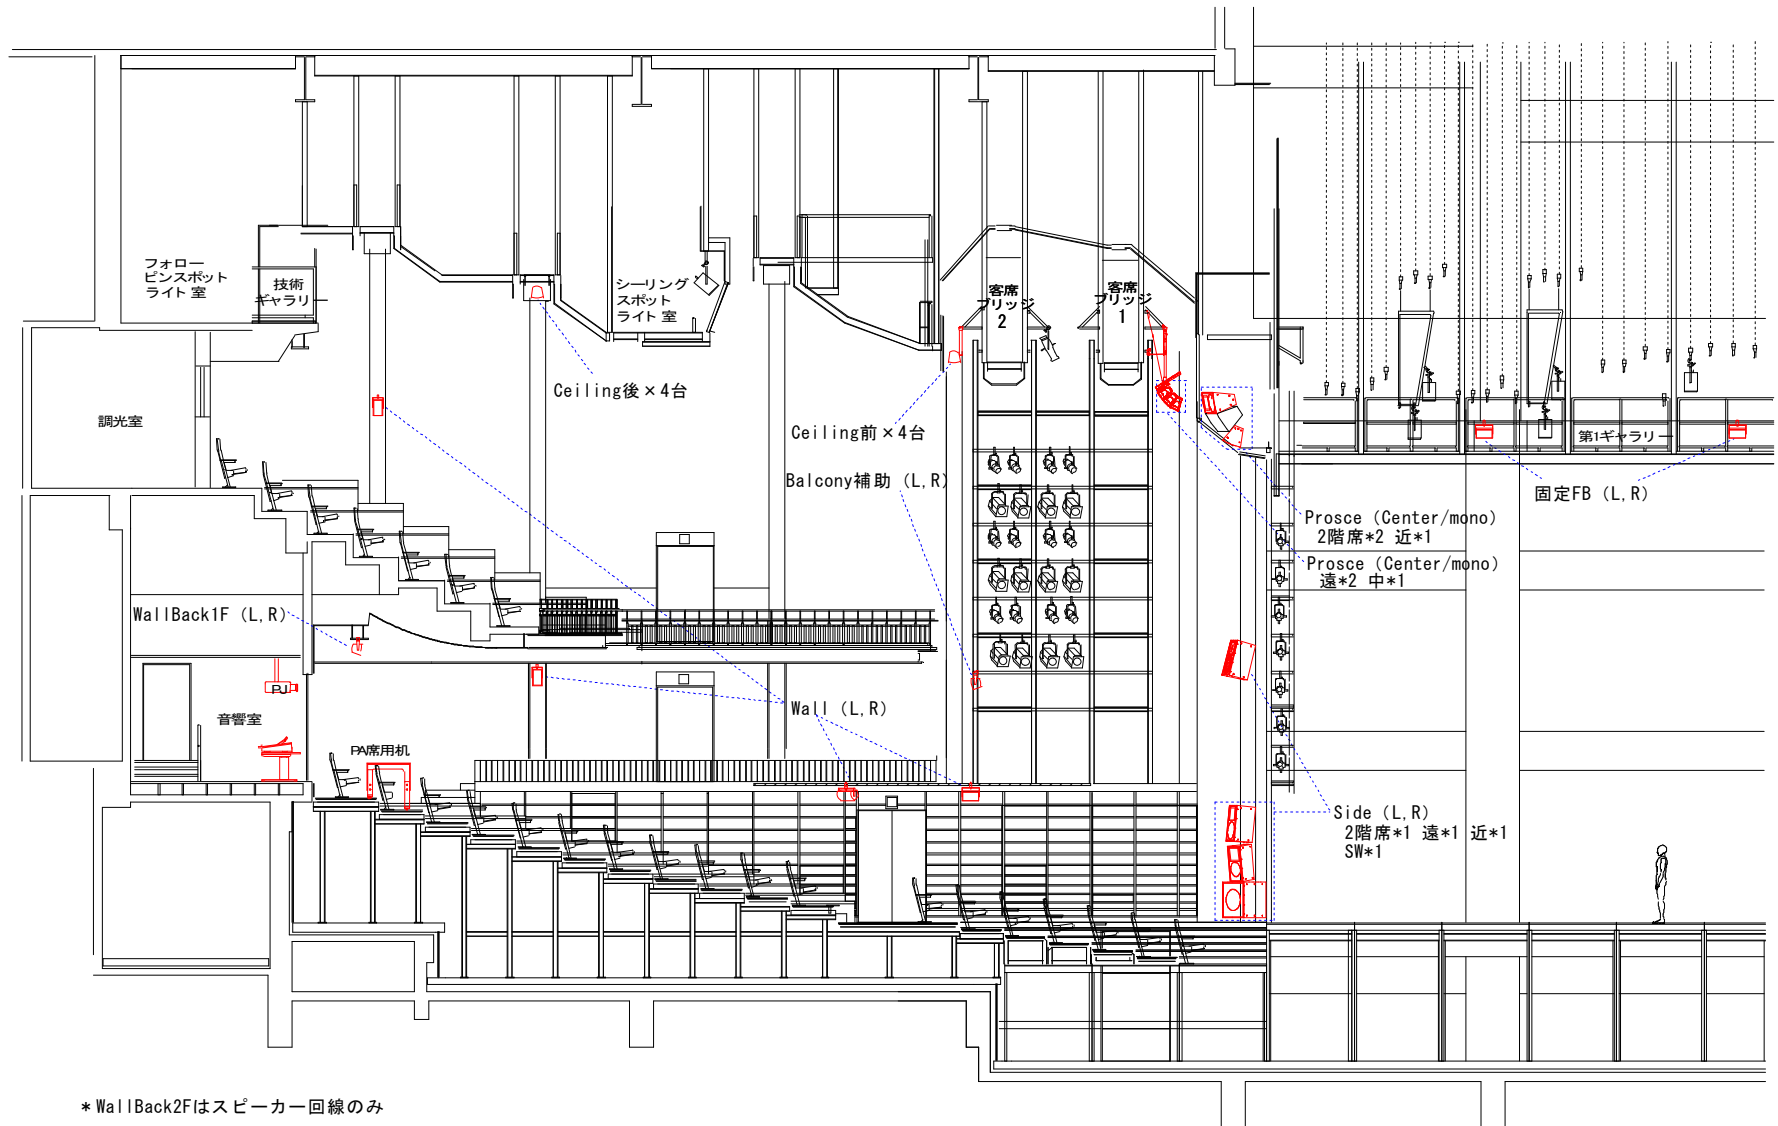 フォロー
ピンスポット
ライト室
技術
ギャラリー
シーリング
スポット
ライト室
客席
ブリッジ
2
客席
ブリッジ
1
調光室
Ceiling後×4台
Ceiling前×4台
Balcony補助（L,R）
第1ギャラリー
固定FB（L,R）
Prosce（Center/mono）
2階席*2 近*1
Prosce（Center/mono）
遠*2 中*1
WallBack1F（L,R）
PJ
音響室
PA席用机
Wall（L,R）
Side（L,R）
2階席*1 遠*1 近*1
SW*1
*WallBack2Fはスピーカー回線のみ